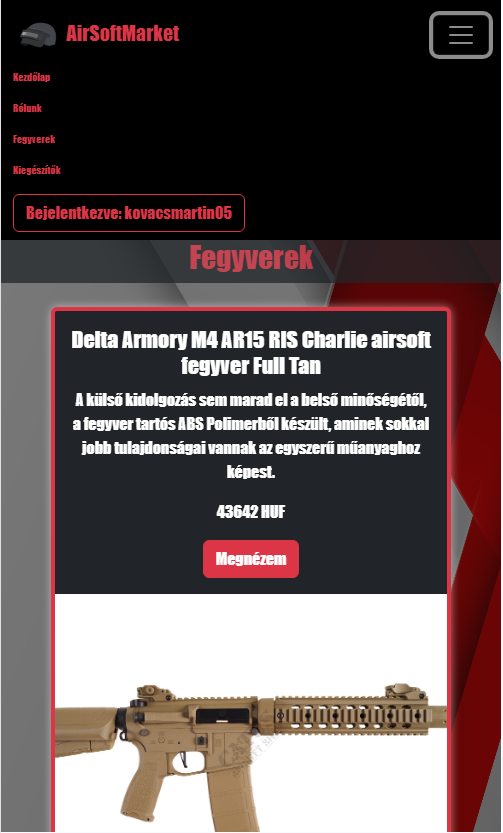 AirSoftMarket
Kezdőlap
Rólunk
Fegyverek
Kiegészítők
Bejelentkezve: kovacsmartin05
Fegyverek
Delta Armory M4 AR15 RIS Charlie airsoft
fegyver Full Tan
A külső kidolgozás sem marad el a belső minőségétől,
a fegyver tartós ABS Polimerből készült, aminek sokkal
jobb tulajdonságai vannak az egyszerű műanyaghoz
képest.
43642 HUF
Megnézem